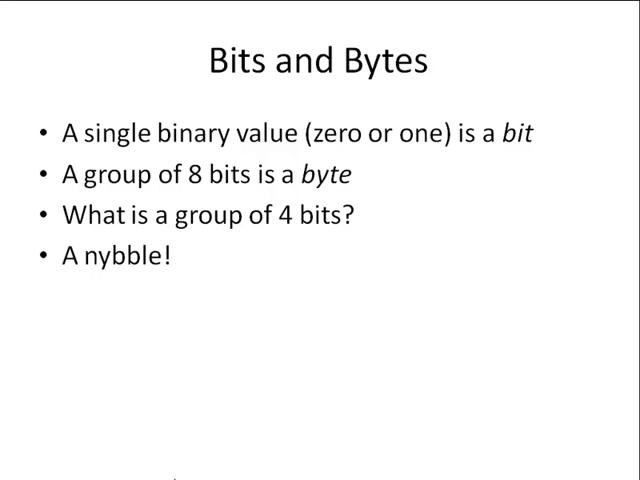 Bits and Bytes
• A single binary value (zero or one) is a bit
• A group of 8 bits is a byte
• What is a group of 4 bits?
• A nybble!